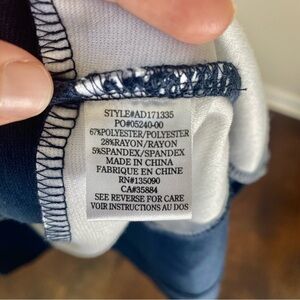 STYLE#AD171335
PO#05240-00
67%POLYESTER/POLYESTER
28%RAYON/RAYON
5%SPANDEX/SPANDEX
MADE IN CHINA
FABRIQUE EN CHINE
RN#135090
CA#35884
SEE REVERSE FOR CARE
VOIR INSTRUCTIONS AU DOS